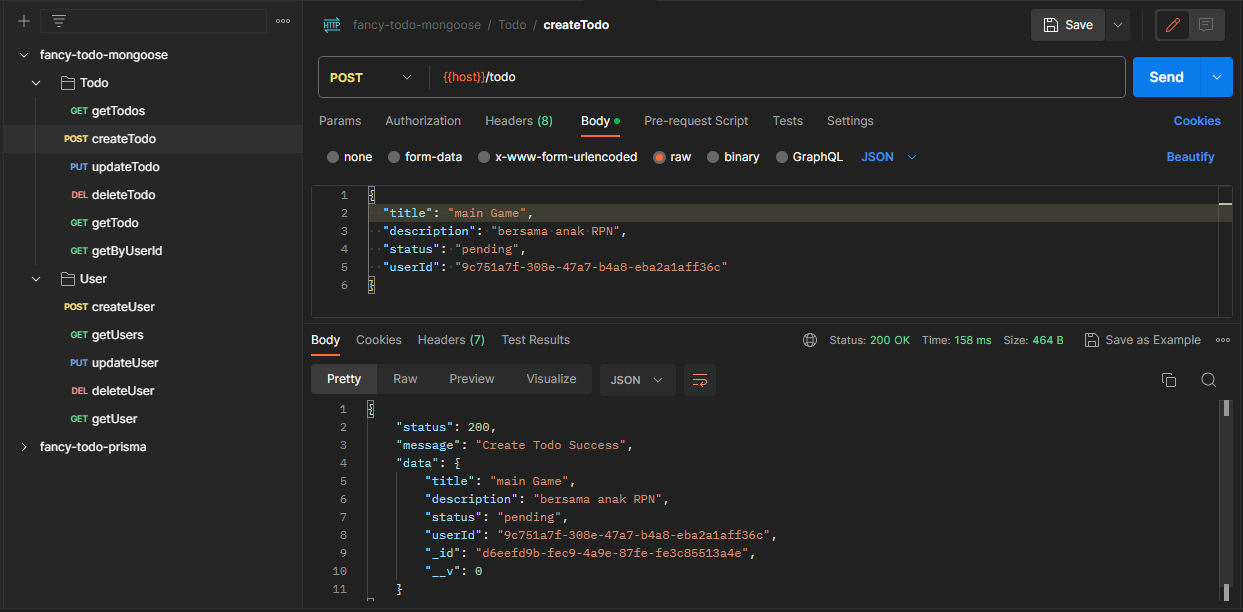 fancy-todo-mongoose / Todo / createTodo
Save
fancy-todo-mongoose
Todo
GET getTodos
POST createTodo
PUT updateTodo
DEL deleteTodo
GET getTodo
GET getByUserId
User
POST createUser
GET getUsers
PUT updateUser
DEL deleteUser
GET getUser
fancy-todo-prisma
HTTP
POST {{host}}/todo Send
Params Authorization Headers (8) Body Pre-request Script Tests Settings Cookies
none form-data x-www-form-urlencoded raw binary GraphQL JSON Beautify
1 {
2 "title": "main Game",
3 "description": "bersama anak RPN",
4 "status": "pending",
5 "userId": "9c751a7f-308e-47a7-b4a8-eba2a1aff36c"
6 }
Body Cookies Headers (7) Test Results Status: 200 OK Time: 158 ms Size: 464 B Save as Example
Pretty Raw Preview Visualize JSON
1 {
2 "status": 200,
3 "message": "Create Todo Success",
4 "data": {
5 "title": "main Game",
6 "description": "bersama anak RPN",
7 "status": "pending",
8 "userId": "9c751a7f-308e-47a7-b4a8-eba2a1aff36c",
9 "_id": "d6eefd9b-fec9-4a9e-87fe-fe3c85513a4e",
10 "__v": 0
11 }